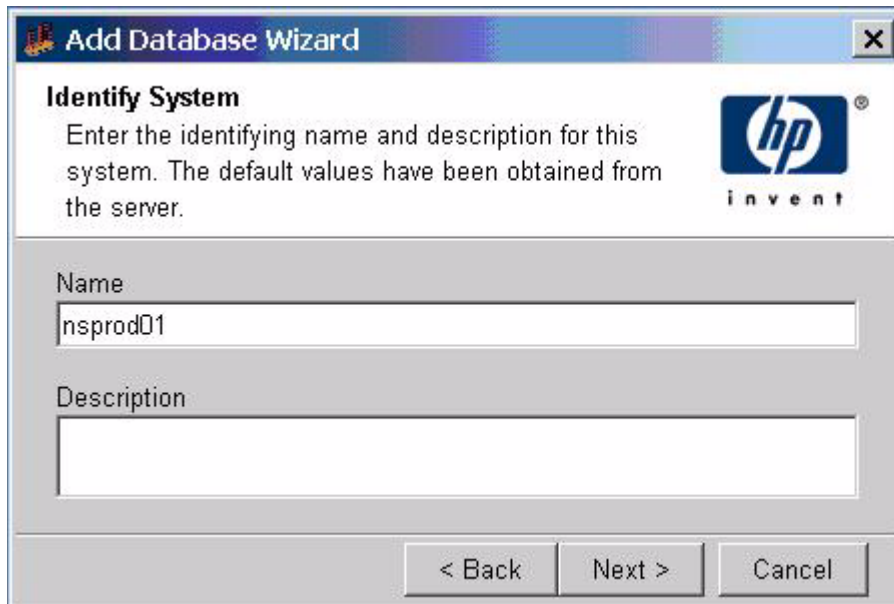 Add Database Wizard
Identify System
Enter the identifying name and description for this
system. The default values have been obtained from
the server.
hp
®
invent
Name
nsprod01
Description
< Back
Next >
Cancel